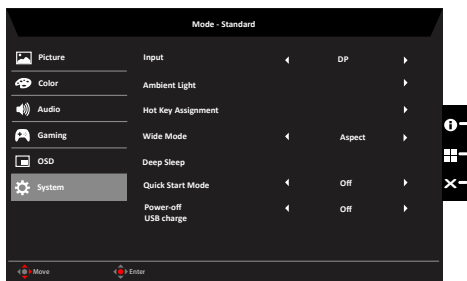 Mode - Standard
Picture
Input
DP
Color
Ambient Light
Audio
Hot Key Assignment
Gaming
Wide Mode
Aspect
OSD
Deep Sleep
System
Quick Start Mode
Off
Power-off
USB charge
Off
Move
Enter